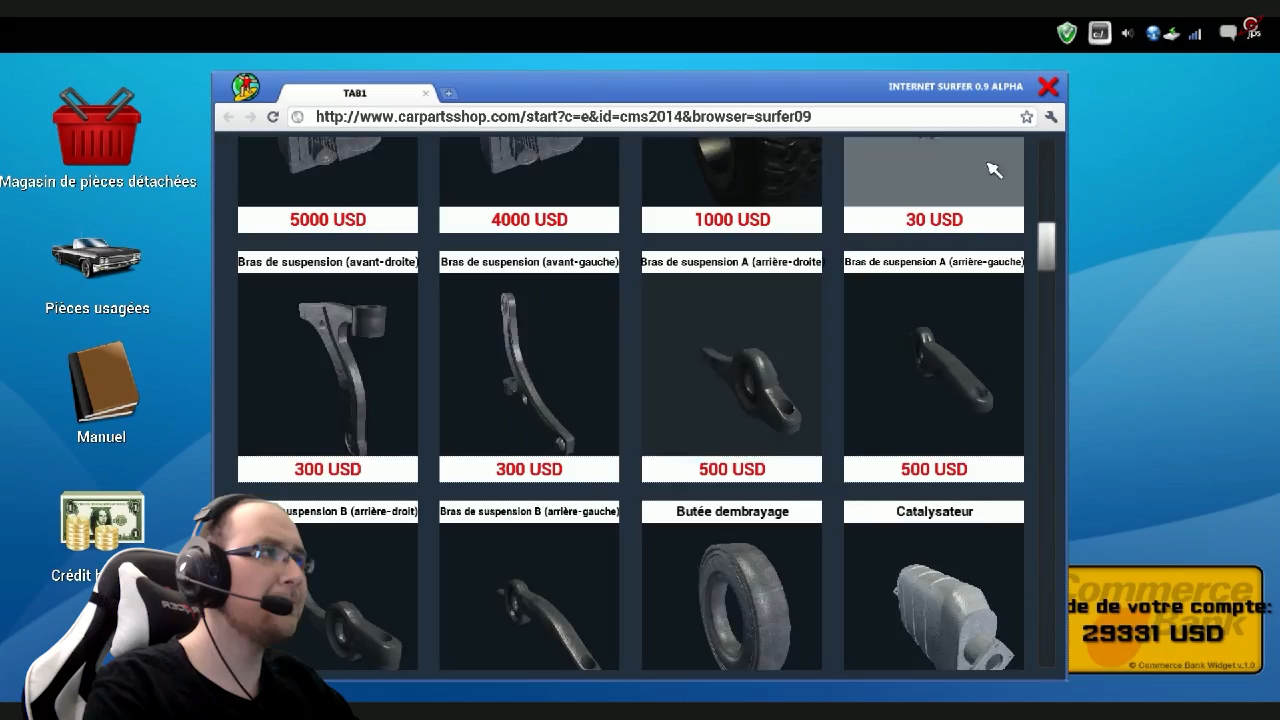 TAB1
INTERNET SURFER 0.9 ALPHA
http://www.carpartsshop.com/start?c=e&id=cms2014&browser=surfer09
Magasin de pièces détachées
Pièces usagées
Manuel
Crédit
5000 USD
4000 USD
1000 USD
30 USD
Bras de suspension (avant-droite)
Bras de suspension (avant-gauche)
Bras de suspension A (arrière-droite
Bras de suspension A (arrière-gauche)
300 USD
300 USD
500 USD
500 USD
suspension B (arrière-droit)
Bras de suspension B (arrière-gauche)
Butée dembrayage
Catalysateur
Commerce
Bank
de de votre compte:
29331 USD
© Commerce Bank Widget v.1.0